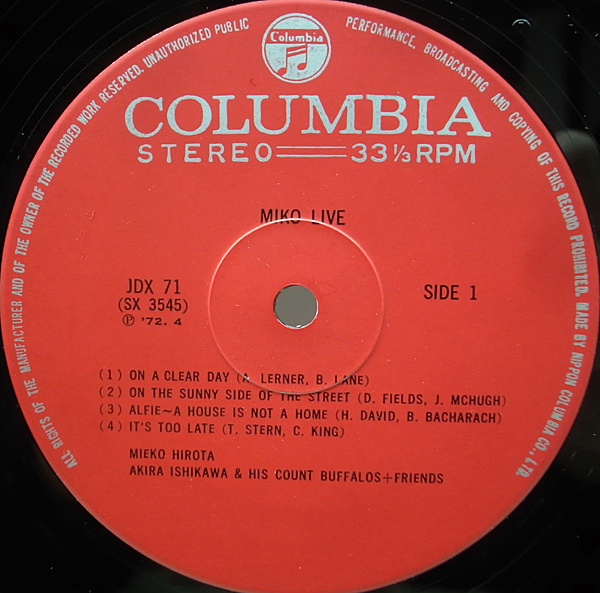 ALL RIGHTS OF THE MANUFACTURER AND OF THE OWNER OF THE RECORDED WORK RESERVED. UNAUTHORIZED PUBLIC PERFORMANCE, BROADCASTING AND COPYING OF THIS RECORD PROHIBITED. MADE BY NIPPON COLUMBIA CO., LTD.
Columbia
COLUMBIA
STEREO 33 1/3 RPM
MIKO LIVE
JDX 71
(SX 3545)
Ⓟ '72. 4
SIDE 1
(1) ON A CLEAR DAY (A. LERNER, B. LANE)
(2) ON THE SUNNY SIDE OF THE STREET (D. FIELDS, J. MCHUGH)
(3) ALFIE~A HOUSE IS NOT A HOME (H. DAVID, B. BACHARACH)
(4) IT'S TOO LATE (T. STERN, C. KING)
MIEKO HIROTA
AKIRA ISHIKAWA & HIS COUNT BUFFALOS+FRIENDS